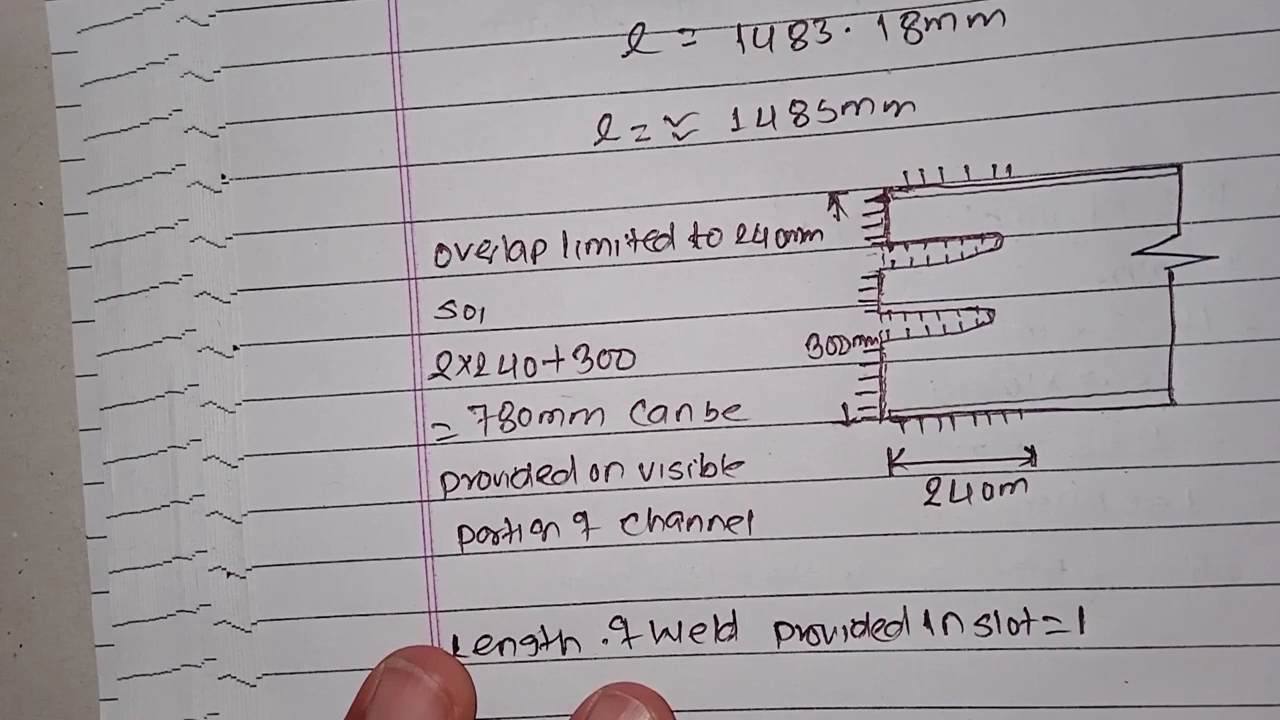 l = 1483.18mm
l = ≈ 1485mm
overlap limited to 240mm
so,
2×240+300
= 780mm can be
provided on visible
portion of channel
300mm
240m
Length of weld provided in slot = 1